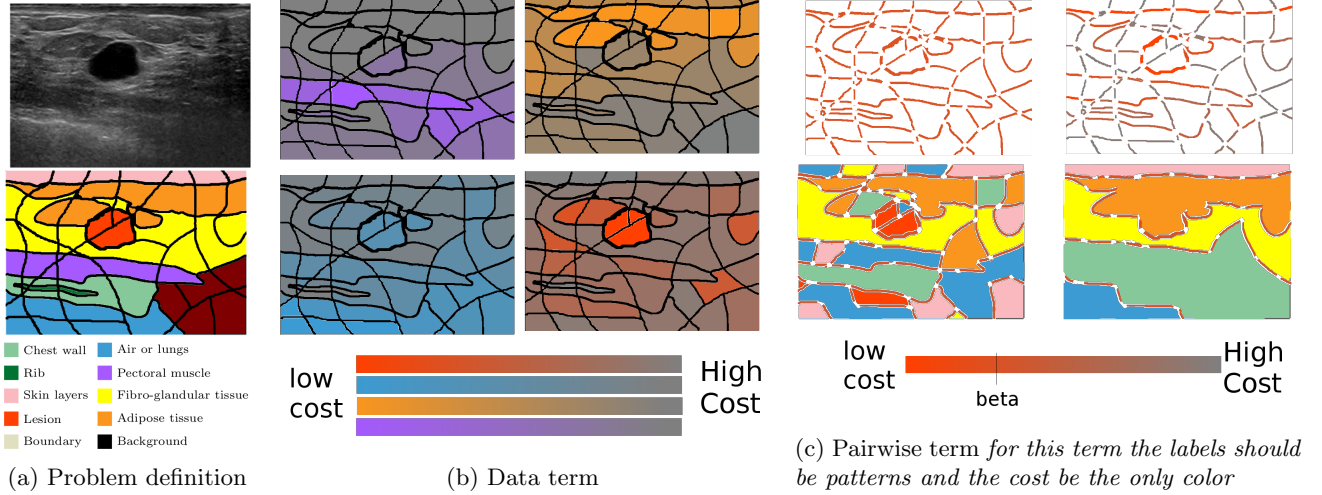 Chest wall
Air or lungs
Rib
Pectoral muscle
Skin layers
Fibro-glandular tissue
Lesion
Adipose tissue
Boundary
Background
(a) Problem definition
low
cost
High
Cost
(b) Data term
low
cost
High
Cost
beta
(c) Pairwise term for this term the labels should
be patterns and the cost be the only color